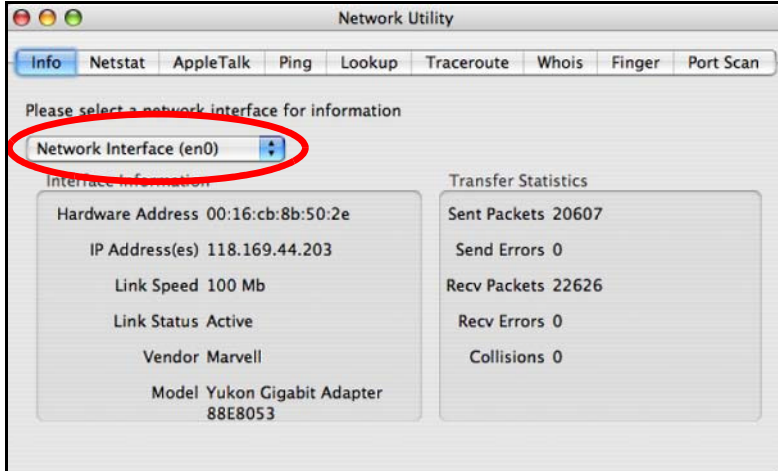 Network Utility
Info Netstat AppleTalk Ping Lookup Traceroute Whois Finger Port Scan
Please select a network interface for information
Network Interface (en0)
Interface Information
Hardware Address 00:16:cb:8b:50:2e
IP Address(es) 118.169.44.203
Link Speed 100 Mb
Link Status Active
Vendor Marvell
Model Yukon Gigabit Adapter
88E8053
Transfer Statistics
Sent Packets 20607
Send Errors 0
Recv Packets 22626
Recv Errors 0
Collisions 0